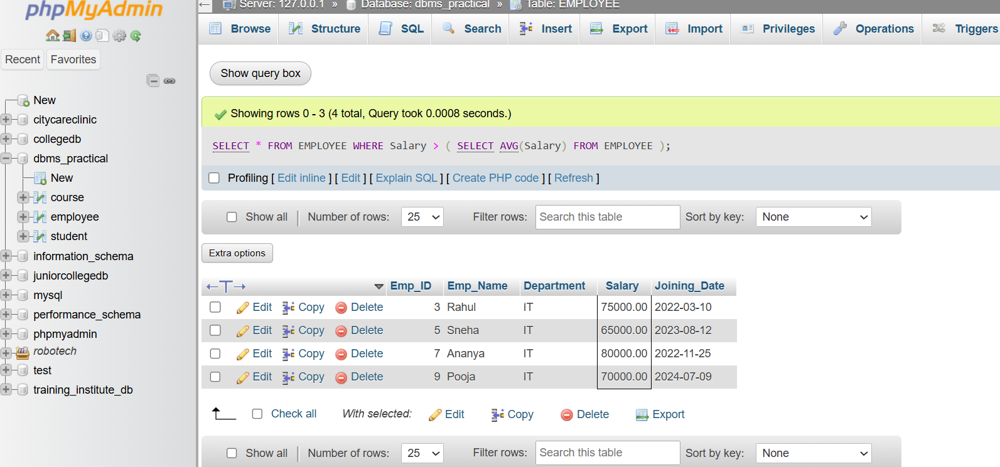 phpMyAdmin
Recent Favorites
New
citycareclinic
collegedb
dbms_practical
New
course
employee
student
information_schema
juniorcollegedb
mysql
performance_schema
phpmyadmin
robotech
test
training_institute_db
← Server: 127.0.0.1 » Database: dbms_practical » Table: EMPLOYEE
Browse Structure SQL Search Insert Export Import Privileges Operations Triggers
Show query box
Showing rows 0 - 3 (4 total, Query took 0.0008 seconds.)
SELECT * FROM EMPLOYEE WHERE Salary > ( SELECT AVG(Salary) FROM EMPLOYEE );
Profiling [ Edit inline ] [ Edit ] [ Explain SQL ] [ Create PHP code ] [ Refresh ]
Show all | Number of rows: 25 Filter rows: Search this table Sort by key: None
Extra options
←T→ Emp_ID Emp_Name Department Salary Joining_Date
Edit Copy Delete 3 Rahul IT 75000.00 2022-03-10
Edit Copy Delete 5 Sneha IT 65000.00 2023-08-12
Edit Copy Delete 7 Ananya IT 80000.00 2022-11-25
Edit Copy Delete 9 Pooja IT 70000.00 2024-07-09
Check all With selected: Edit Copy Delete Export
Show all | Number of rows: 25 Filter rows: Search this table Sort by key: None